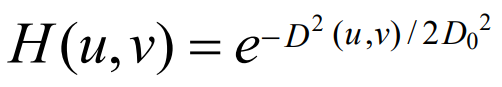 H(u,v) = e^{-D^2(u,v)/2D_0^2}